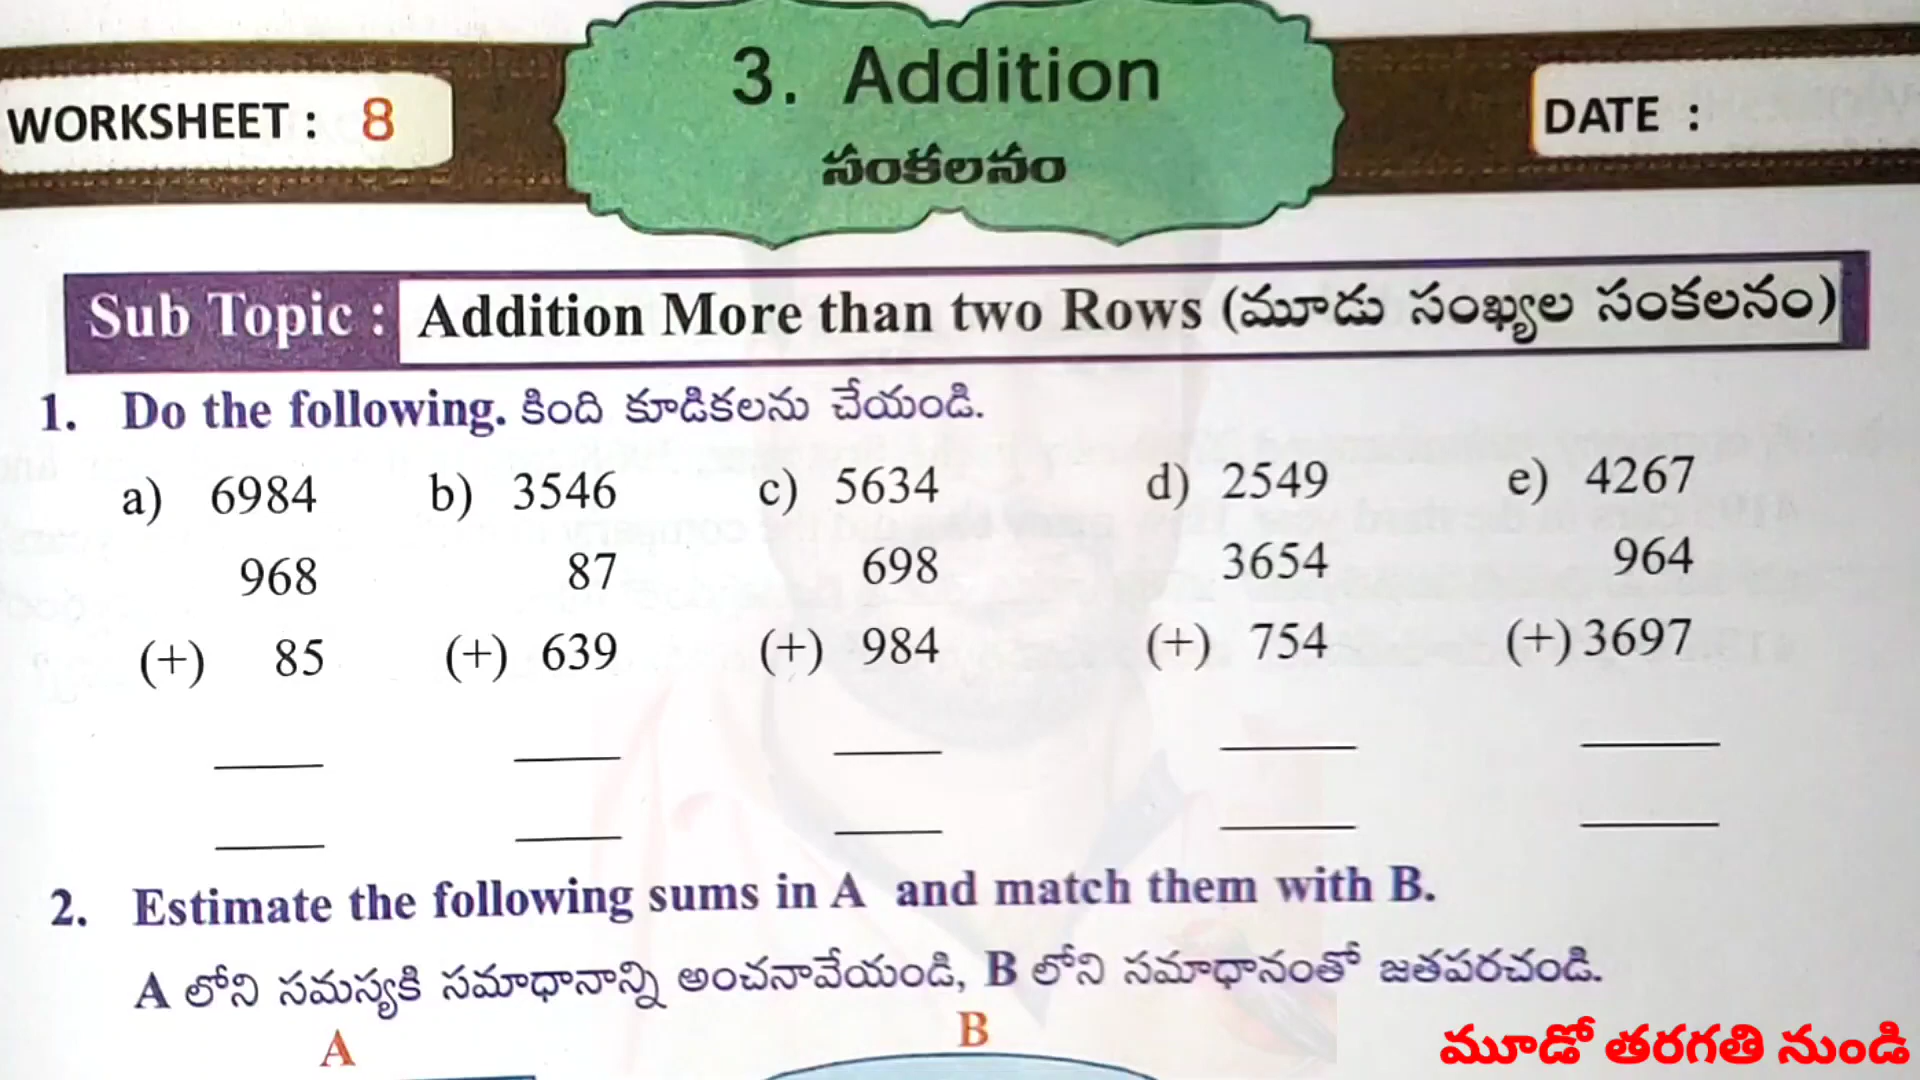 WORKSHEET : 8
3. Addition
సంకలనం
DATE :
Sub Topic : Addition More than two Rows (మూడు సంఖ్యల సంకలనం)
1. Do the following. కింది కూడికలను చేయండి.
a) 6984 b) 3546 c) 5634 d) 2549 e) 4267
968 87 698 3654 964
(+) 85 (+) 639 (+) 984 (+) 754 (+) 3697
2. Estimate the following sums in A and match them with B.
A లోని సమస్యకి సమాధానాన్ని అంచనావేయండి, B లోని సమాధానంతో జతపరచండి.
A B
మూడో తరగతి నుండి